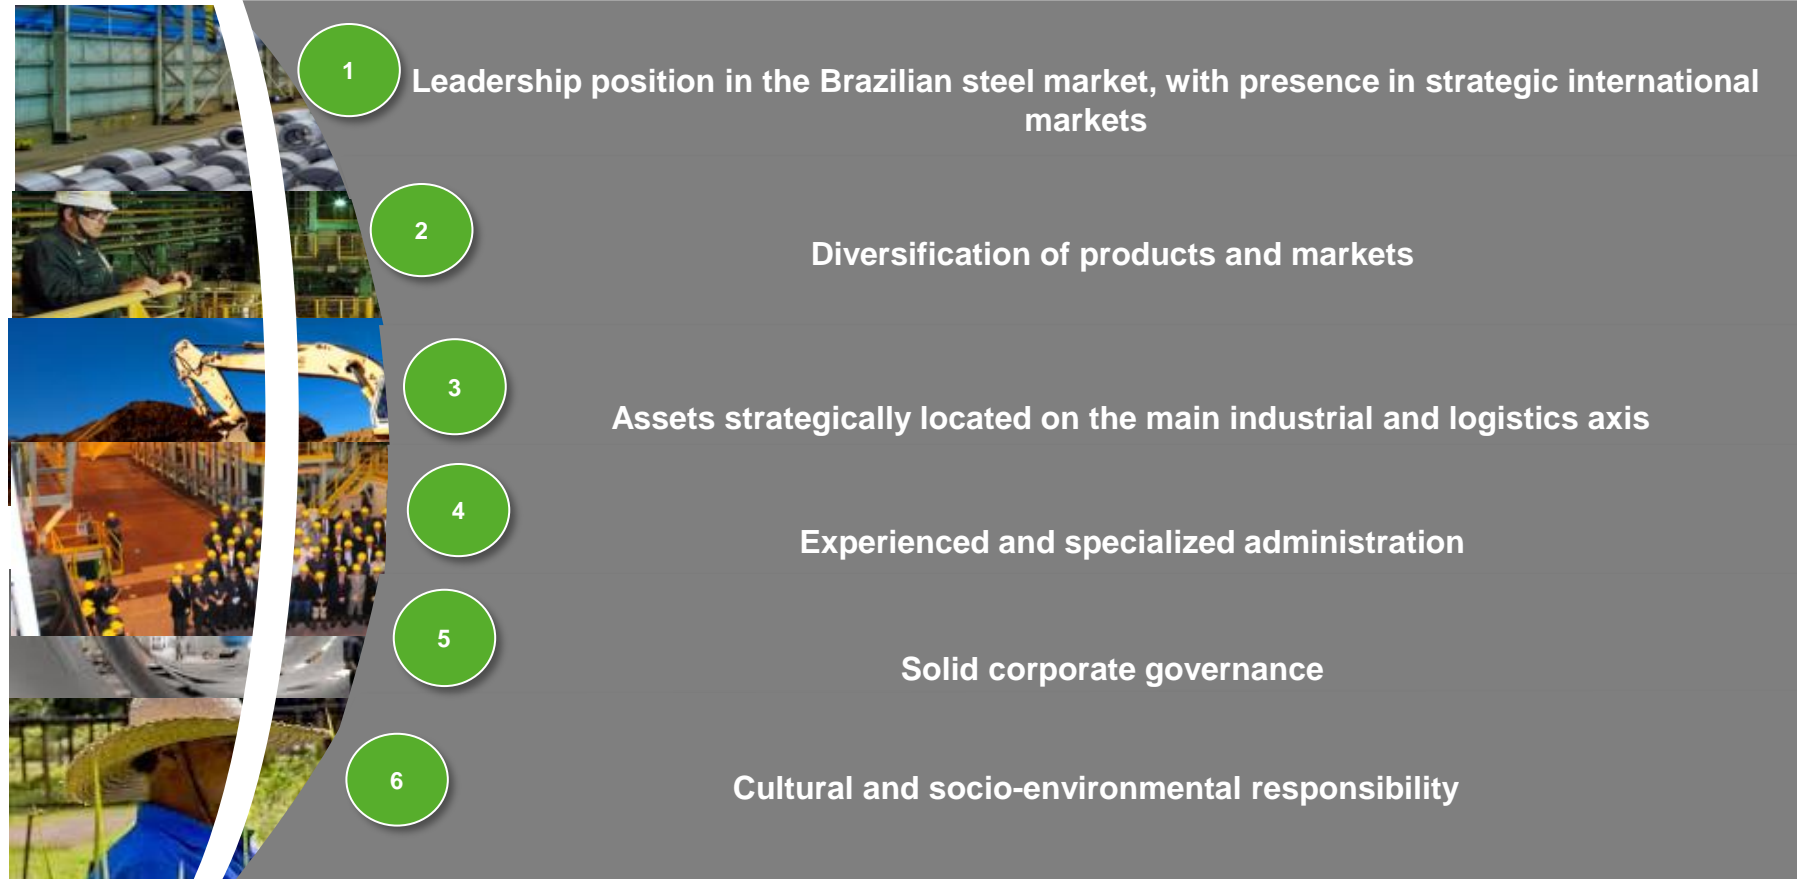 1
Leadership position in the Brazilian steel market, with presence in strategic international
markets
2
Diversification of products and markets
3
Assets strategically located on the main industrial and logistics axis
4
Experienced and specialized administration
5
Solid corporate governance
6
Cultural and socio-environmental responsibility